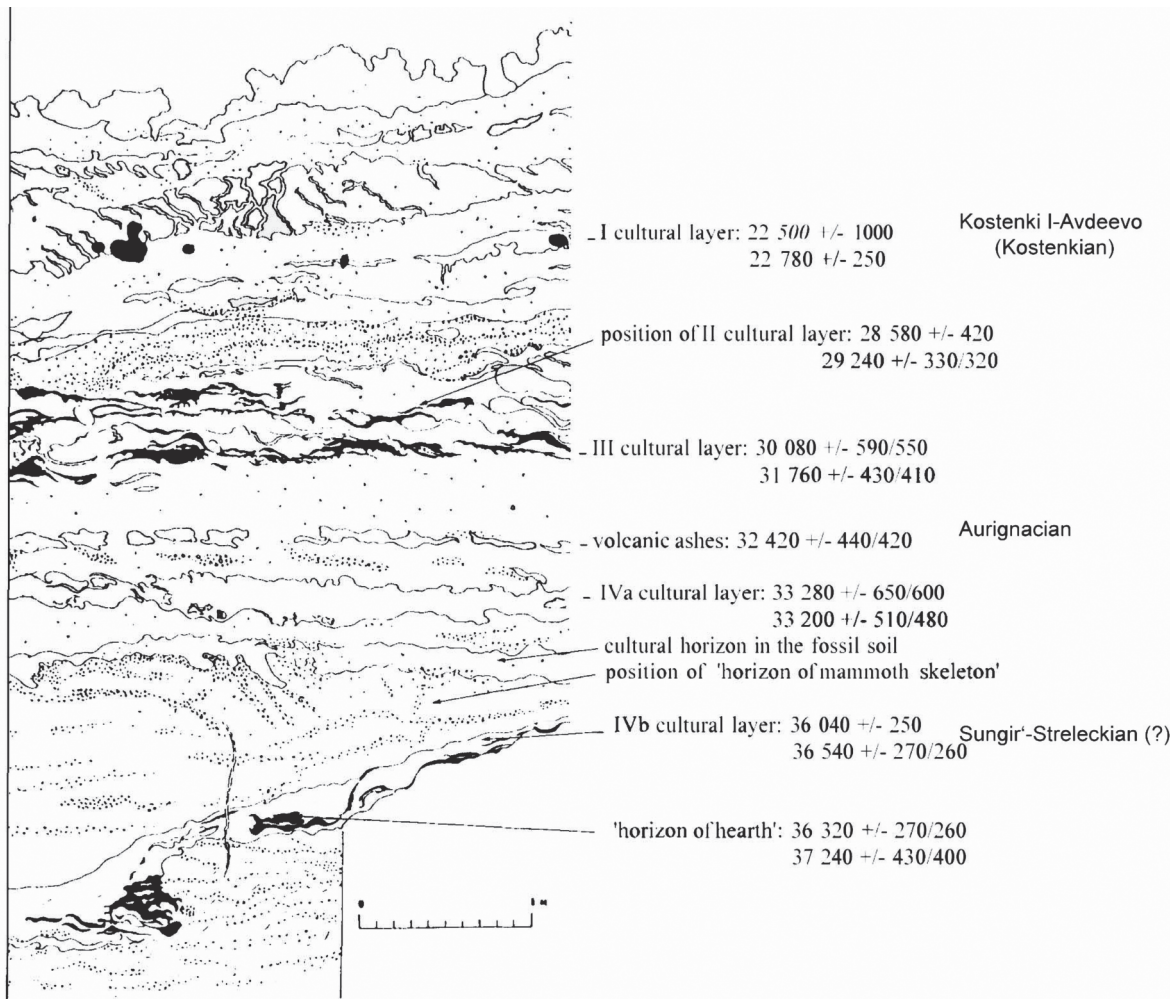 I cultural layer: 22 500 +/- 1000
22 780 +/- 250
Kostenki I-Avdeevo
(Kostenkian)
position of II cultural layer: 28 580 +/- 420
29 240 +/- 330/320
III cultural layer: 30 080 +/- 590/550
31 760 +/- 430/410
Aurignacian
volcanic ashes: 32 420 +/- 440/420
IVa cultural layer: 33 280 +/- 650/600
33 200 +/- 510/480
cultural horizon in the fossil soil
position of 'horizon of mammoth skeleton'
IVb cultural layer: 36 040 +/- 250
36 540 +/- 270/260
Sungir'-Streleckian (?)
'horizon of hearth': 36 320 +/- 270/260
37 240 +/- 430/400
0